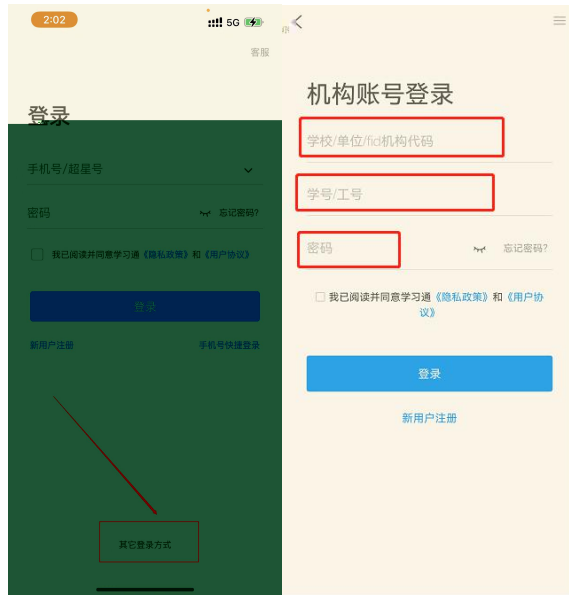 2:02
5G
客服
登录
手机号/超星号
密码
忘记密码?
我已阅读并同意学习通《隐私政策》和《用户协议》
登录
新用户注册
手机号快捷登录
其它登录方式
机构账号登录
学校/单位/fid机构代码
学号/工号
密码
忘记密码?
我已阅读并同意学习通《隐私政策》和《用户协
议》
登录
新用户注册